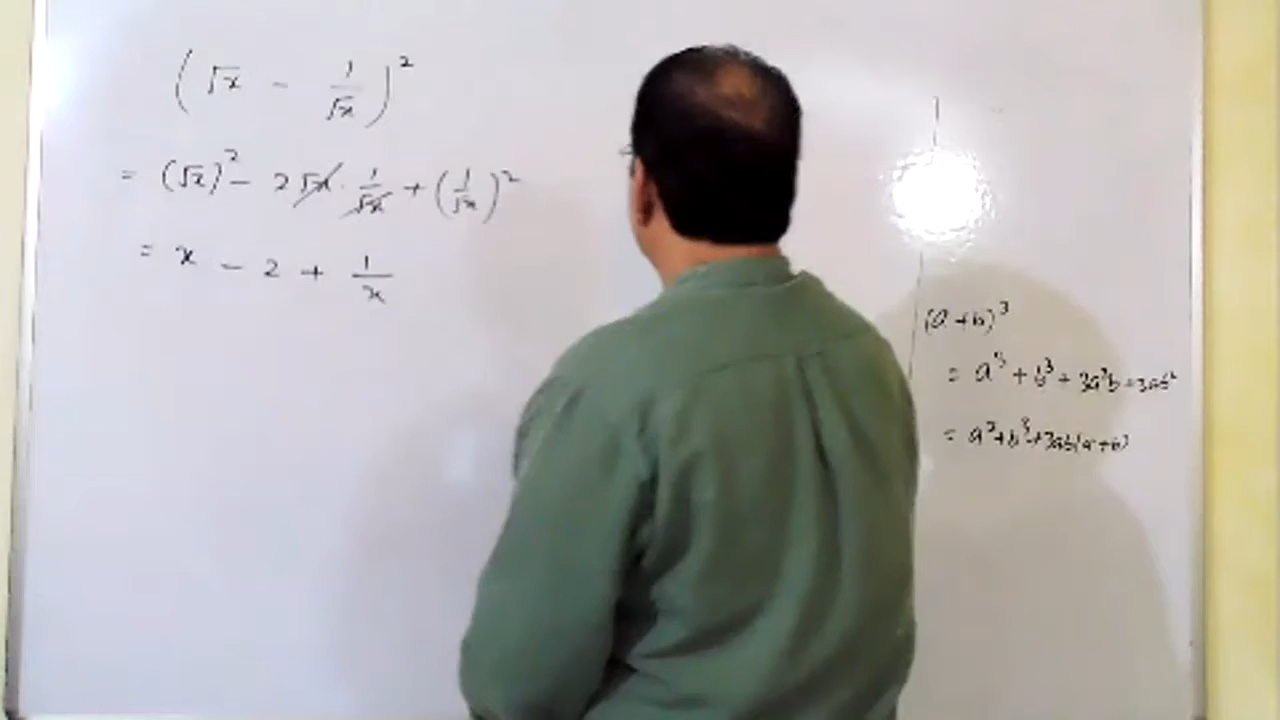 (√x - 1/√x)²
= (√x)² - 2√x · 1/√x + (1/√x)²
= x - 2 + 1/x
(a+b)³
= a³ + b³ + 3a²b + 3ab²
= a³+b³+3ab(a+b)